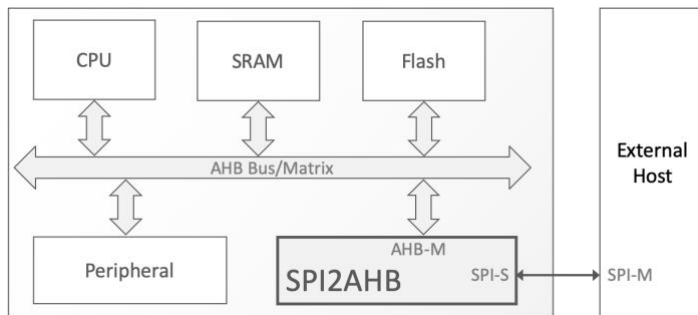 CPU
SRAM
Flash
AHB Bus/Matrix
External
Host
Peripheral
AHB-M
SPI2AHB
SPI-S
SPI-M